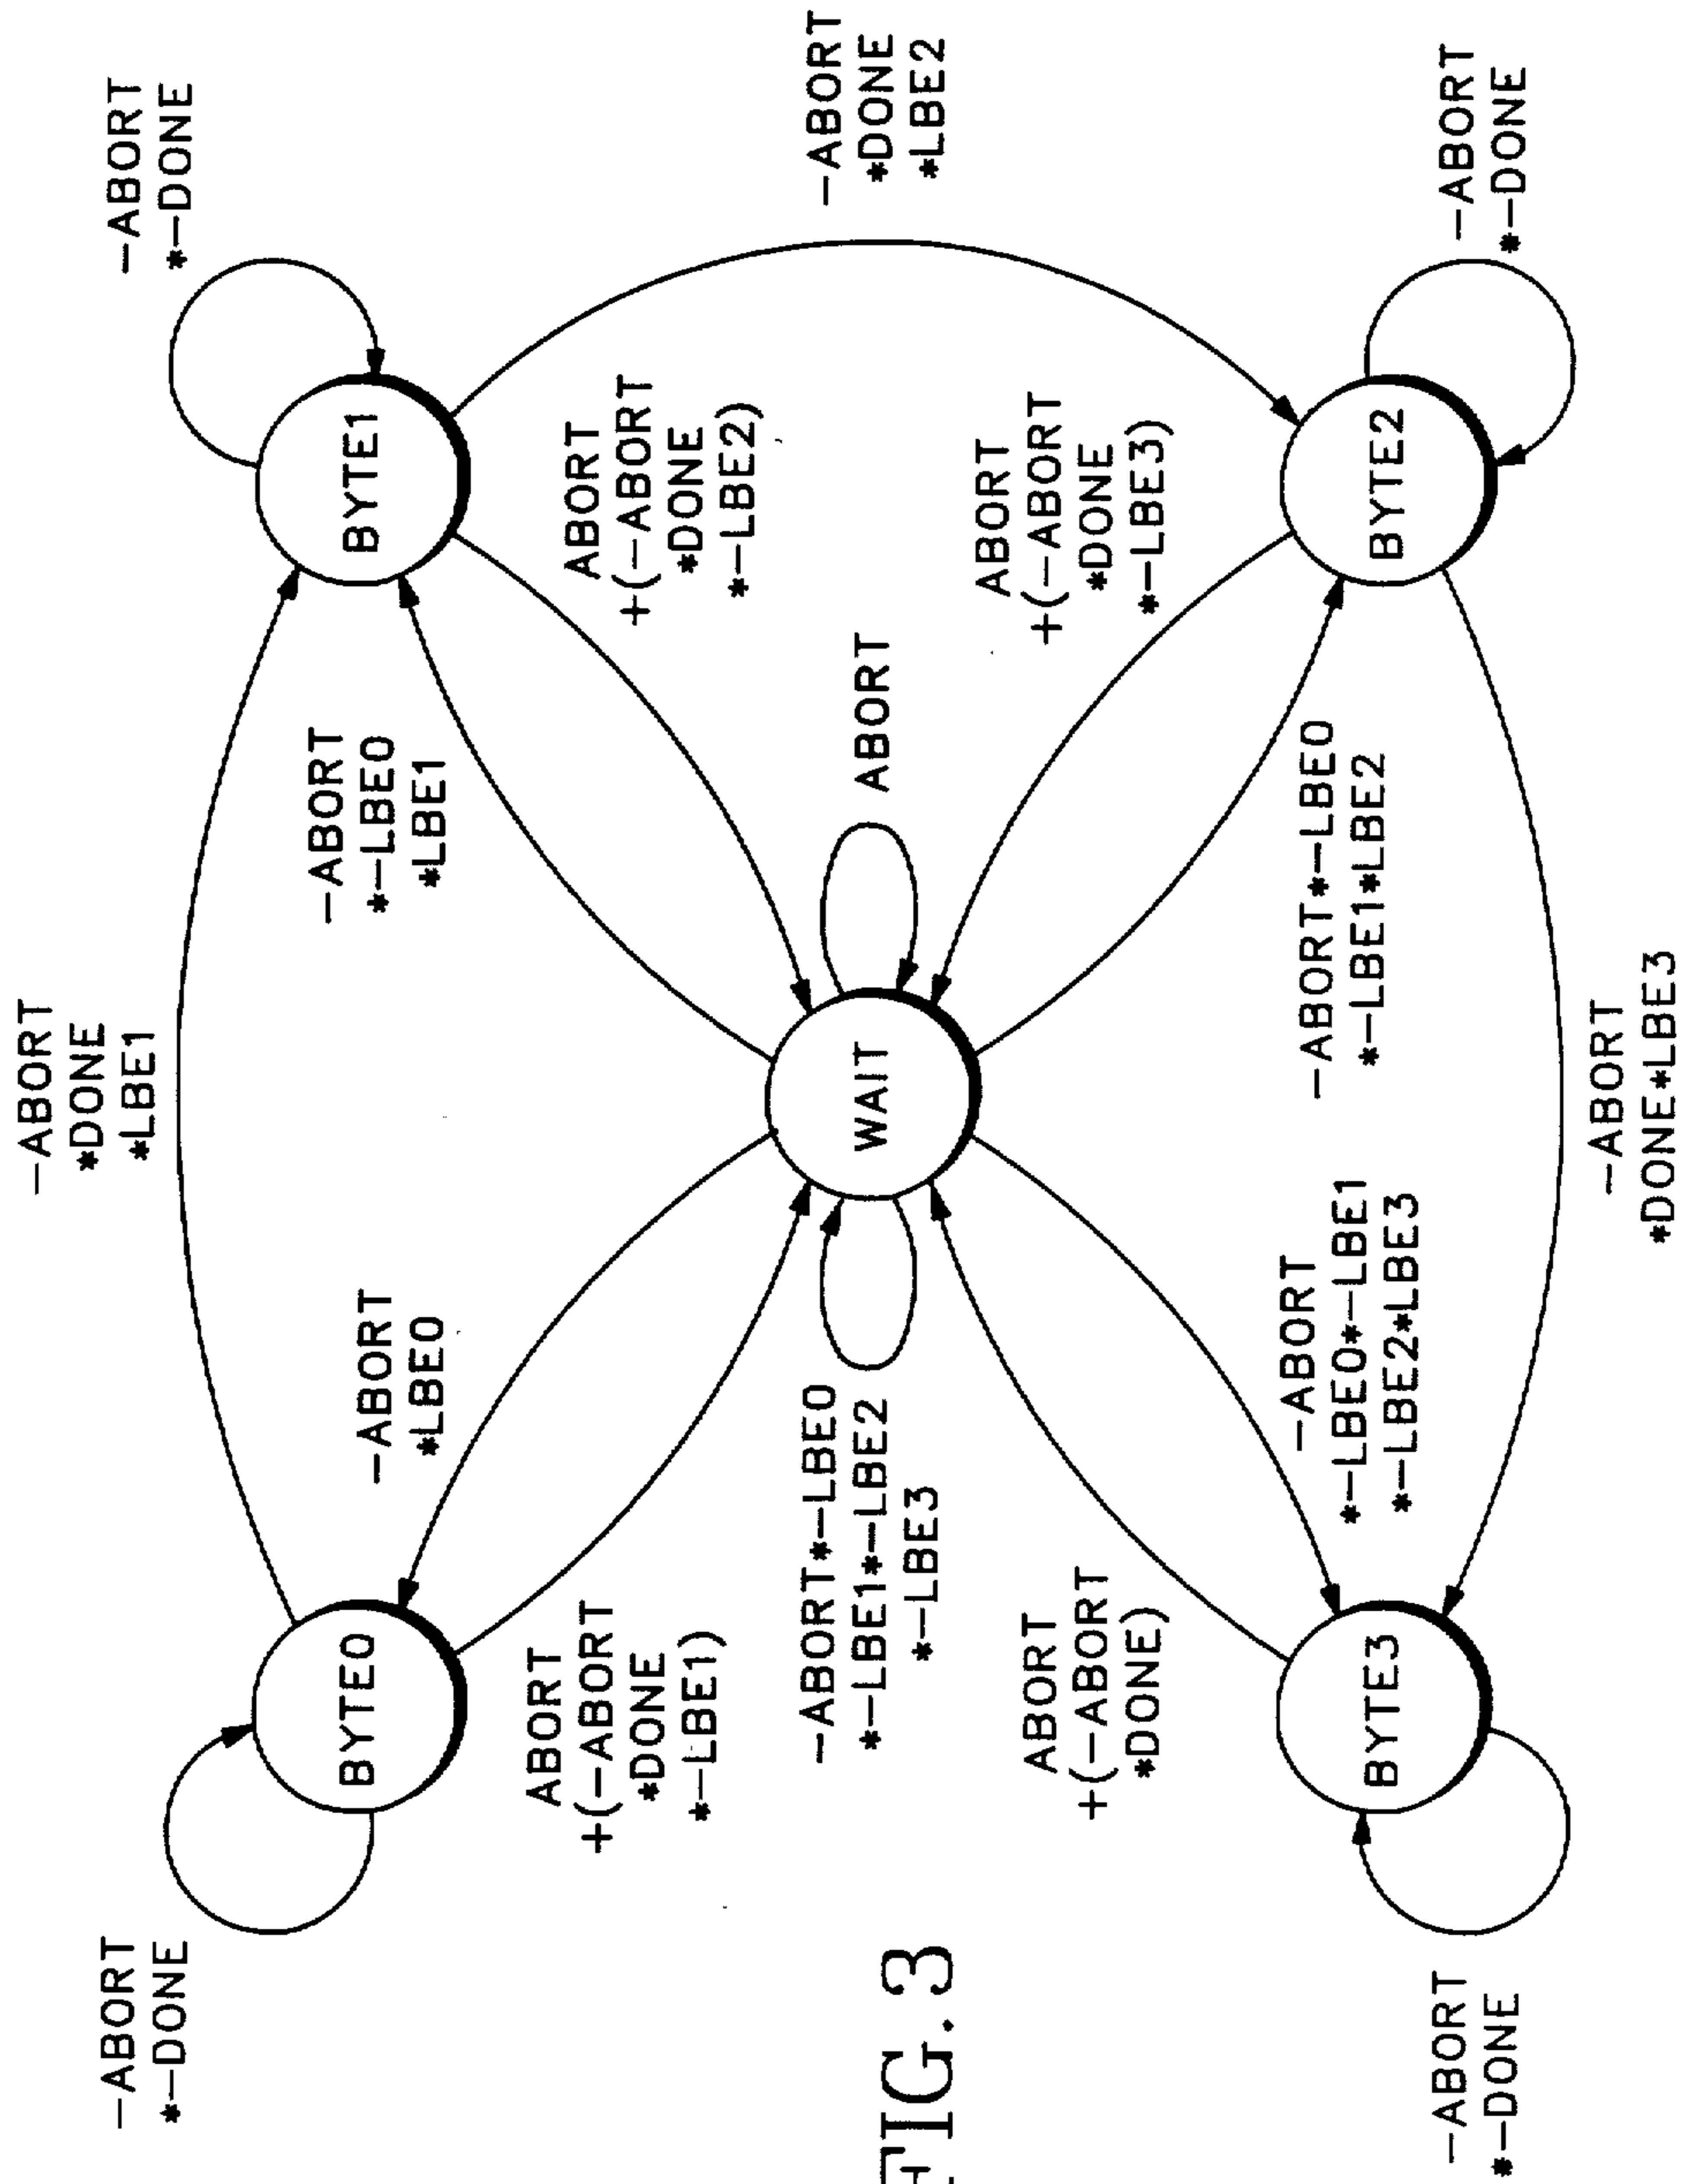 -ABORT
*DONE
*LBE1
-ABORT
*-DONE
-ABORT
*-DONE
BYTE0
BYTE1
-ABORT
*LBE0
-ABORT
*-LBE0
*LBE1
ABORT
+(-ABORT
*DONE
*-LBE1)
ABORT
+(-ABORT
*DONE
*-LBE2)
-ABORT
*DONE
*LBE2
FIG. 3
-ABORT*-LBE0
*-LBE1*-LBE2
*-LBE3
WAIT
ABORT
ABORT
+(-ABORT
*DONE)
ABORT
+(-ABORT
*DONE
*-LBE3)
-ABORT
*-LBE0*-LBE1
*-LBE2*LBE3
-ABORT*-LBE0
*-LBE1*LBE2
BYTE3
BYTE2
-ABORT
*-DONE
-ABORT
*-DONE
-ABORT
*DONE*LBE3